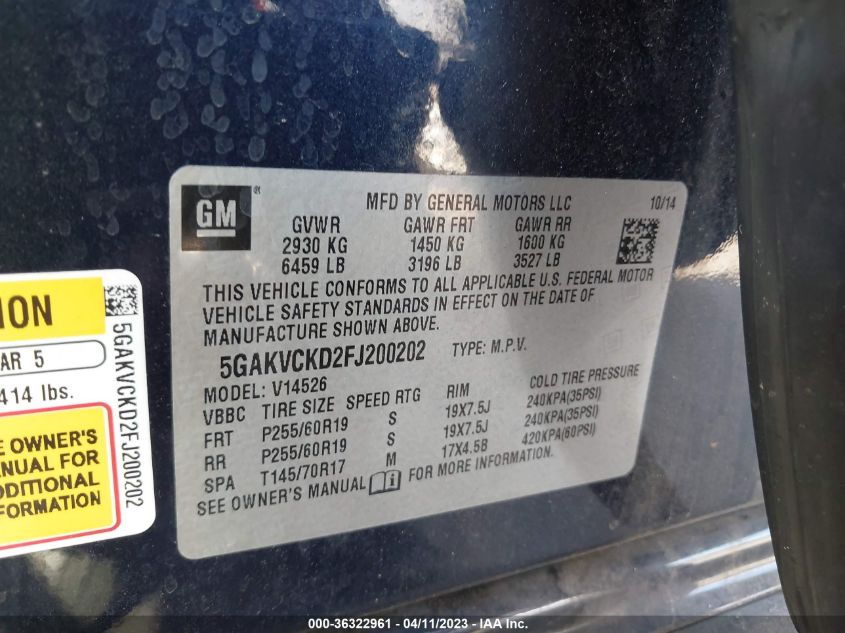 GM ®
MFD BY GENERAL MOTORS LLC 10/14
GVWR GAWR FRT GAWR RR
2930 KG 1450 KG 1600 KG
6459 LB 3196 LB 3527 LB
THIS VEHICLE CONFORMS TO ALL APPLICABLE U.S. FEDERAL MOTOR
VEHICLE SAFETY STANDARDS IN EFFECT ON THE DATE OF
MANUFACTURE SHOWN ABOVE.
5GAKVCKD2FJ200202 TYPE: M.P.V.
MODEL: V14526
VBBC TIRE SIZE SPEED RTG RIM COLD TIRE PRESSURE
FRT P255/60R19 S 19X7.5J 240KPA(35PSI)
RR P255/60R19 S 19X7.5J 240KPA(35PSI)
SPA T145/70R17 M 17X4.5B 420KPA(60PSI)
SEE OWNER'S MANUAL FOR MORE INFORMATION.
ION
AR 5
414 lbs.
E OWNER'S
ANUAL FOR
DDITIONAL
FORMATION
5GAKVCKD2FJ200202
000-36322961 - 04/11/2023 - IAA Inc.